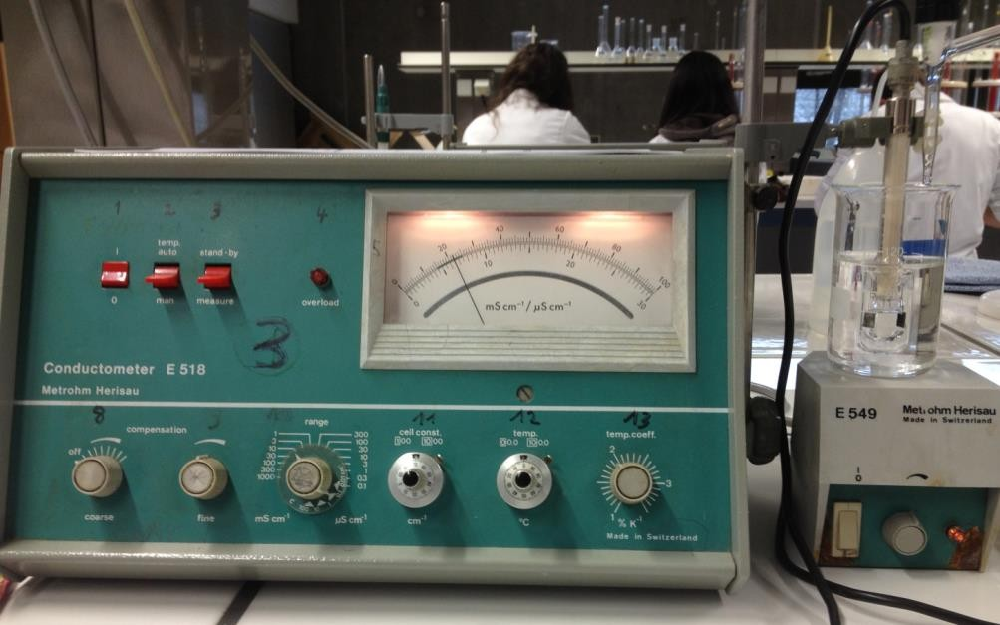 1
2
3
4
5
I
0
temp.
auto
man
stand-by
measure
overload
0 20 40 60 80 100
0 10 20 30
mS cm⁻¹ / µS cm⁻¹
3
Conductometer E 518
Metrohm Herisau
8
compensation
off
coarse
fine
range
1
3
10
30
100
300
1000
300
100
30
10
3
1
0.3
0.1
mS cm⁻¹
µS cm⁻¹
11
cell const.
cm⁻¹
12
temp.
°C
13
temp.coeff.
2
3
1
% K⁻¹
Made in Switzerland
E 549
Metrohm Herisau
Made in Switzerland
I
0